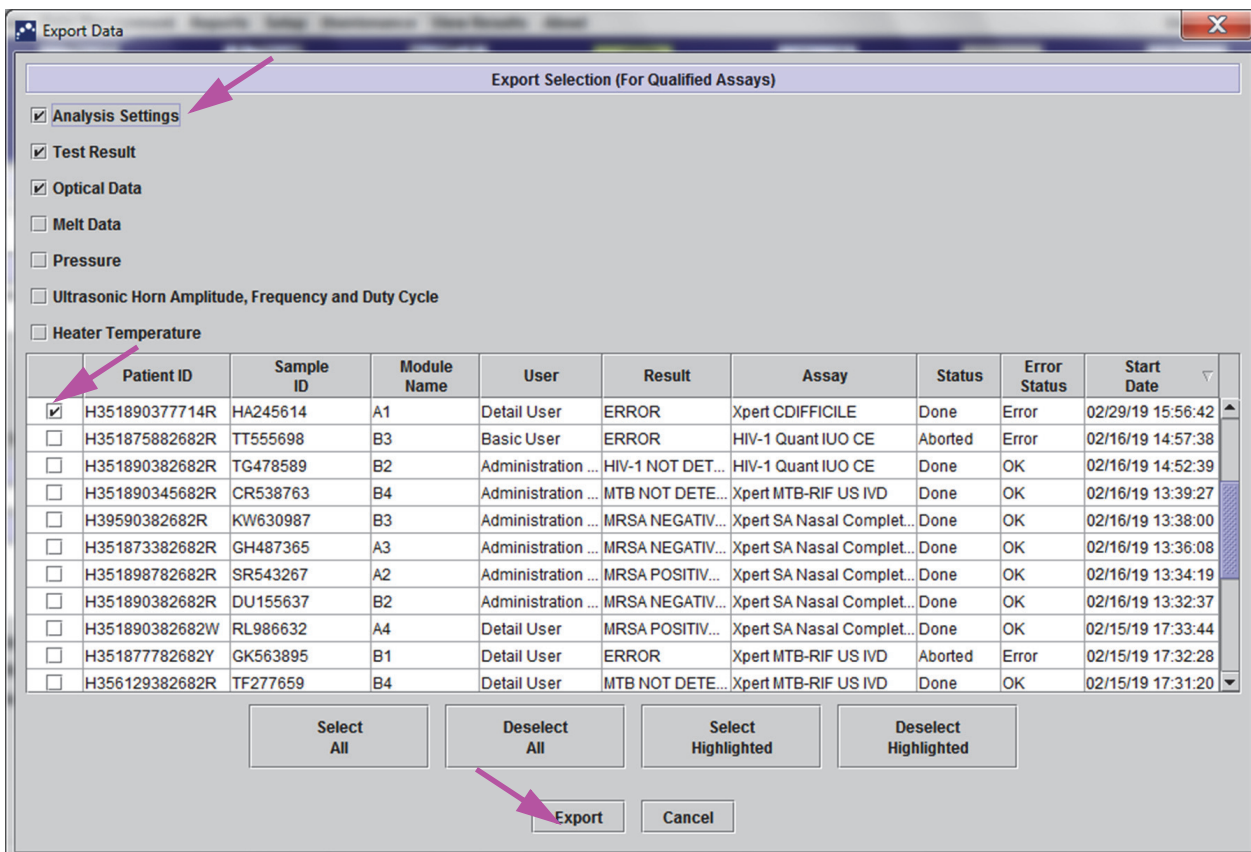 Export Data
Export Selection (For Qualified Assays)
Analysis Settings
Test Result
Optical Data
Melt Data
Pressure
Ultrasonic Horn Amplitude, Frequency and Duty Cycle
Heater Temperature
Patient ID Sample ID Module Name User Result Assay Status Error Status Start Date
H351890377714R HA245614 A1 Detail User ERROR Xpert CDIFFICILE Done Error 02/29/19 15:56:42
H351875882682R TT555698 B3 Basic User ERROR HIV-1 Quant IUO CE Aborted Error 02/16/19 14:57:38
H351890382682R TG478589 B2 Administration ... HIV-1 NOT DET... HIV-1 Quant IUO CE Done OK 02/16/19 14:52:39
H351890345682R CR538763 B4 Administration ... MTB NOT DETE... Xpert MTB-RIF US IVD Done OK 02/16/19 13:39:27
H39590382682R KW630987 B3 Administration ... MRSA NEGATIV... Xpert SA Nasal Complet... Done OK 02/16/19 13:38:00
H351873382682R GH487365 A3 Administration ... MRSA NEGATIV... Xpert SA Nasal Complet... Done OK 02/16/19 13:36:08
H351898782682R SR543267 A2 Administration ... MRSA POSITIV... Xpert SA Nasal Complet... Done OK 02/16/19 13:34:19
H351890382682R DU155637 B2 Administration ... MRSA NEGATIV... Xpert SA Nasal Complet... Done OK 02/16/19 13:32:37
H351890382682W RL986632 A4 Detail User MRSA POSITIV... Xpert SA Nasal Complet... Done OK 02/15/19 17:33:44
H351877782682Y GK563895 B1 Detail User ERROR Xpert MTB-RIF US IVD Aborted Error 02/15/19 17:32:28
H356129382682R TF277659 B4 Detail User MTB NOT DETE... Xpert MTB-RIF US IVD Done OK 02/15/19 17:31:20
Select All Deselect All Select Highlighted Deselect Highlighted
Export Cancel